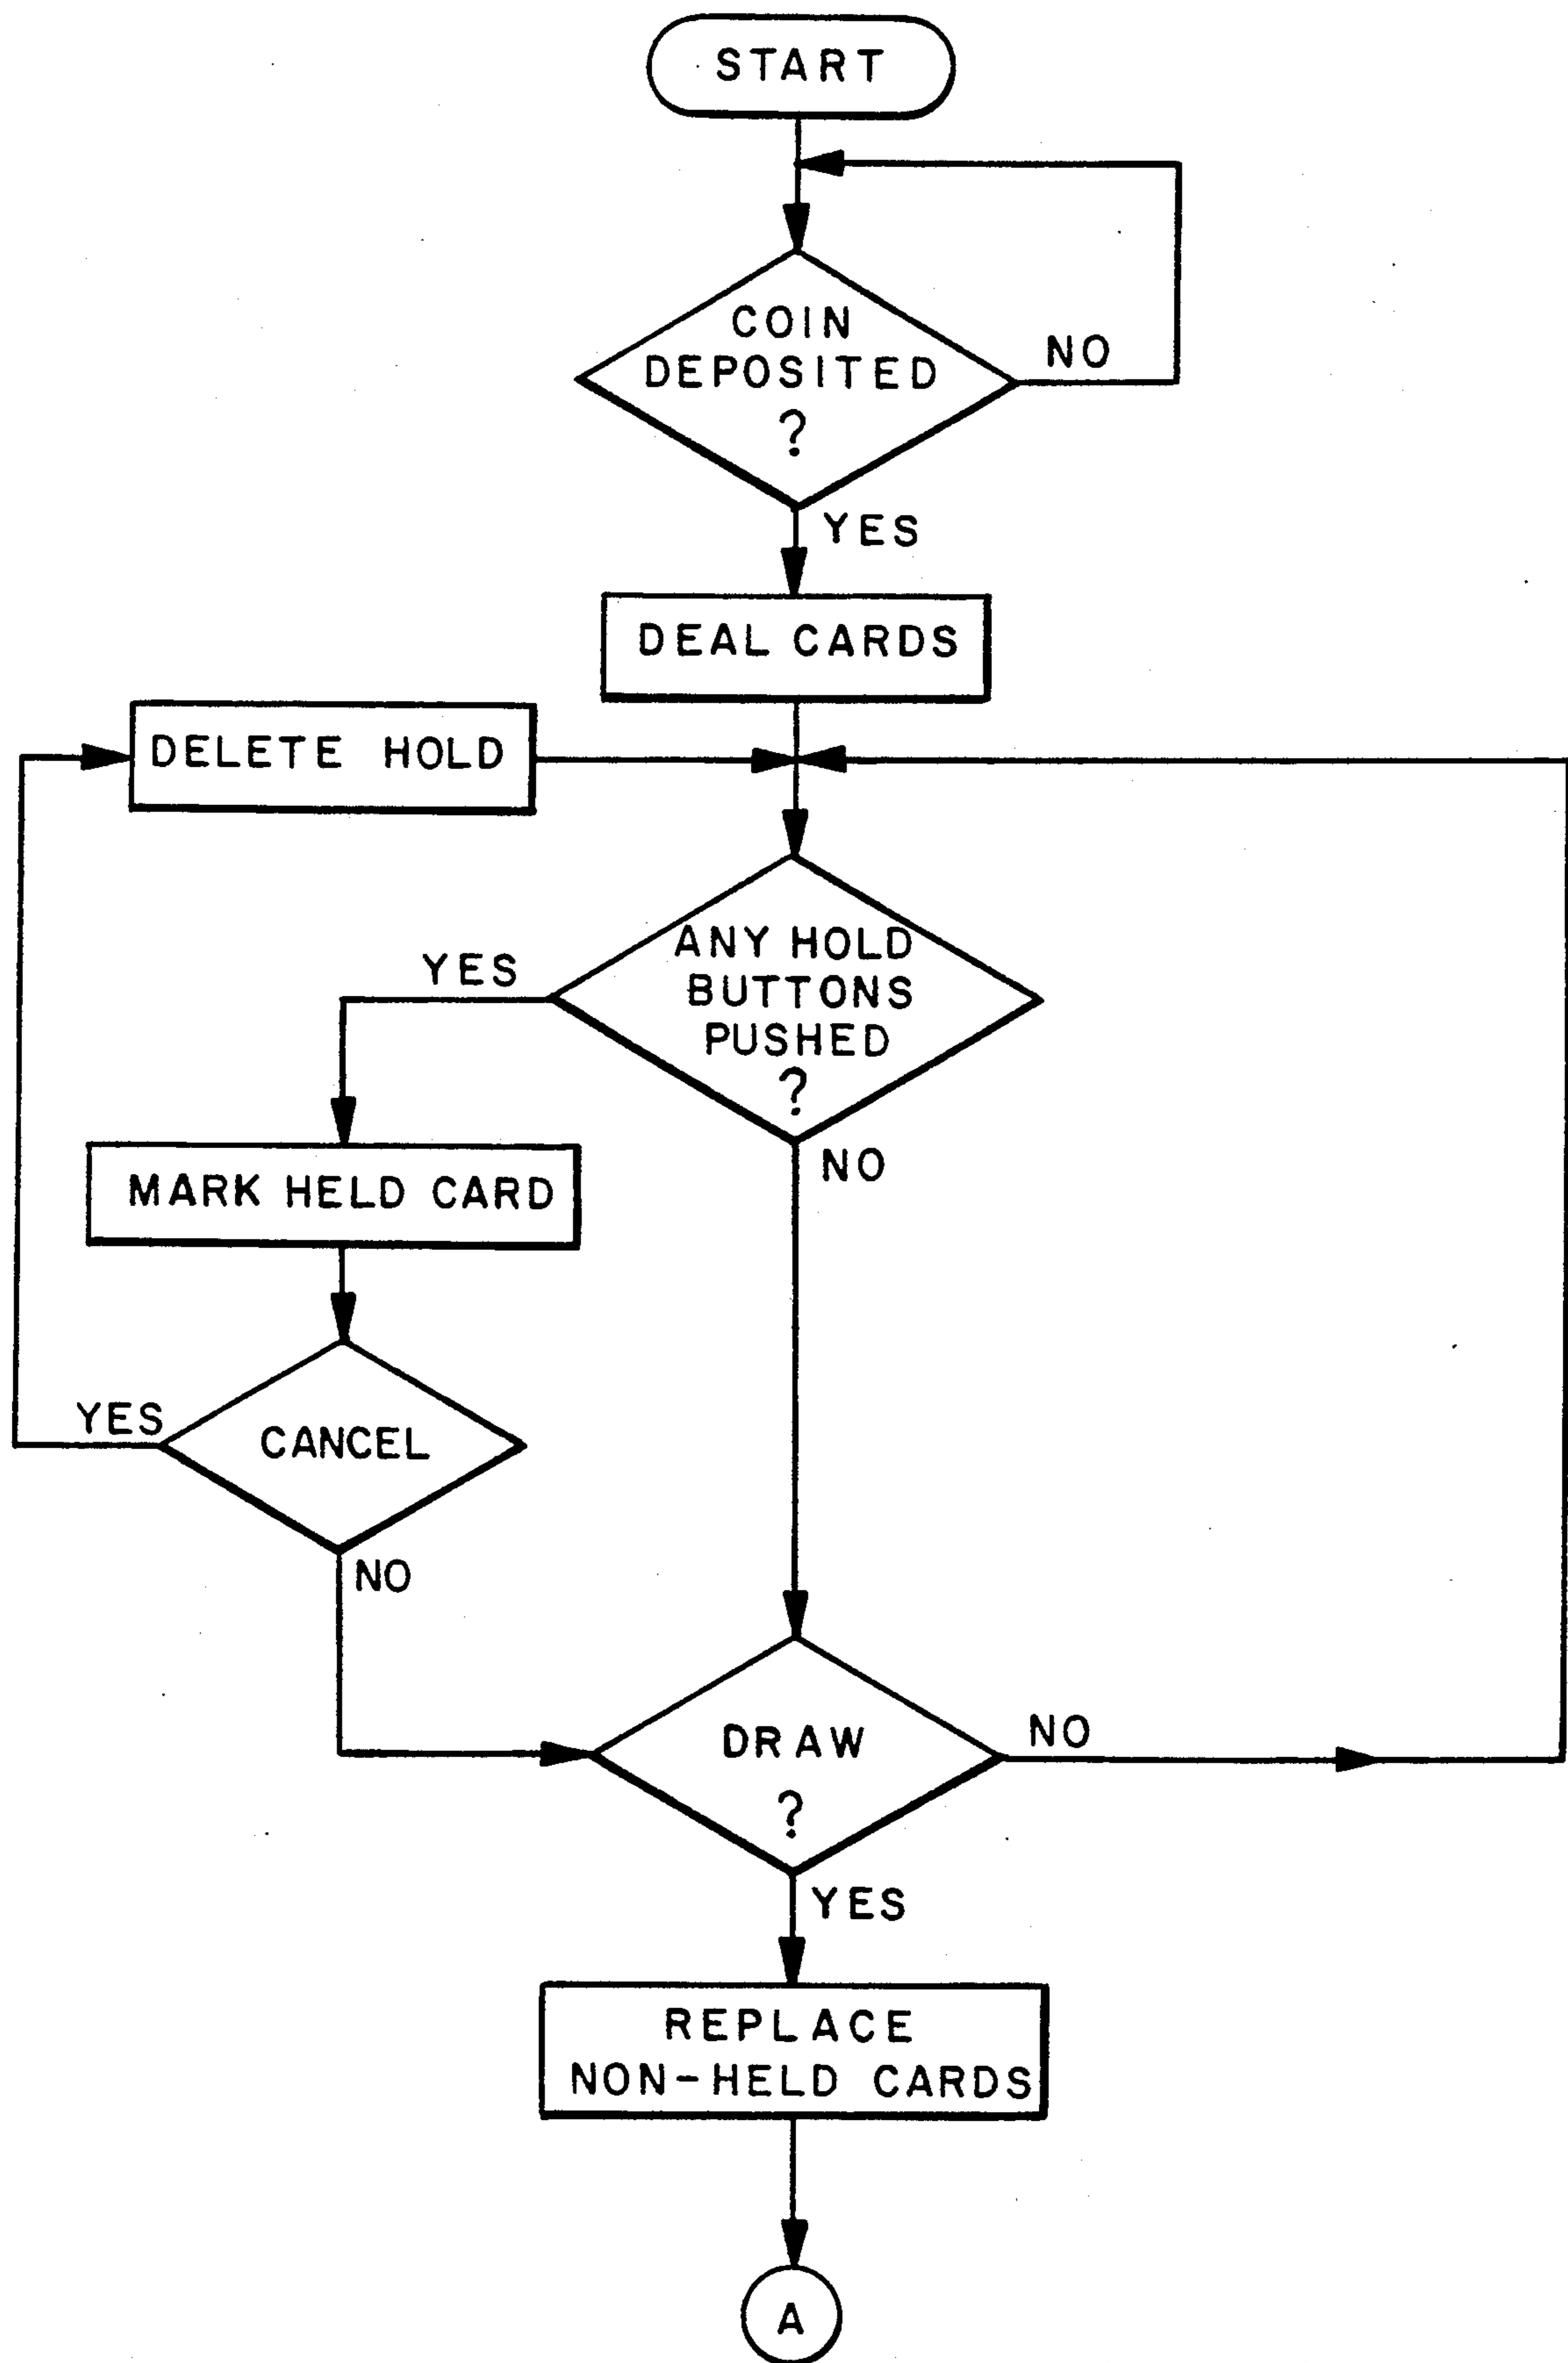 START
COIN
DEPOSITED
?
NO
YES
DEAL CARDS
DELETE HOLD
ANY HOLD
BUTTONS
PUSHED
?
YES
NO
MARK HELD CARD
CANCEL
YES
NO
DRAW
?
NO
YES
REPLACE
NON-HELD CARDS
A